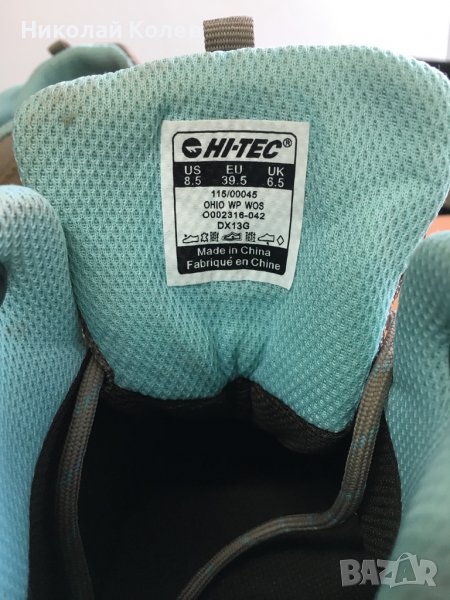 Николай Колев
HI-TEC®
US EU UK
8.5 39.5 6.5
115/00045
OHIO WP WOS
O002316-042
DX13G
Made in China
Fabriqué en Chine
BAZAR